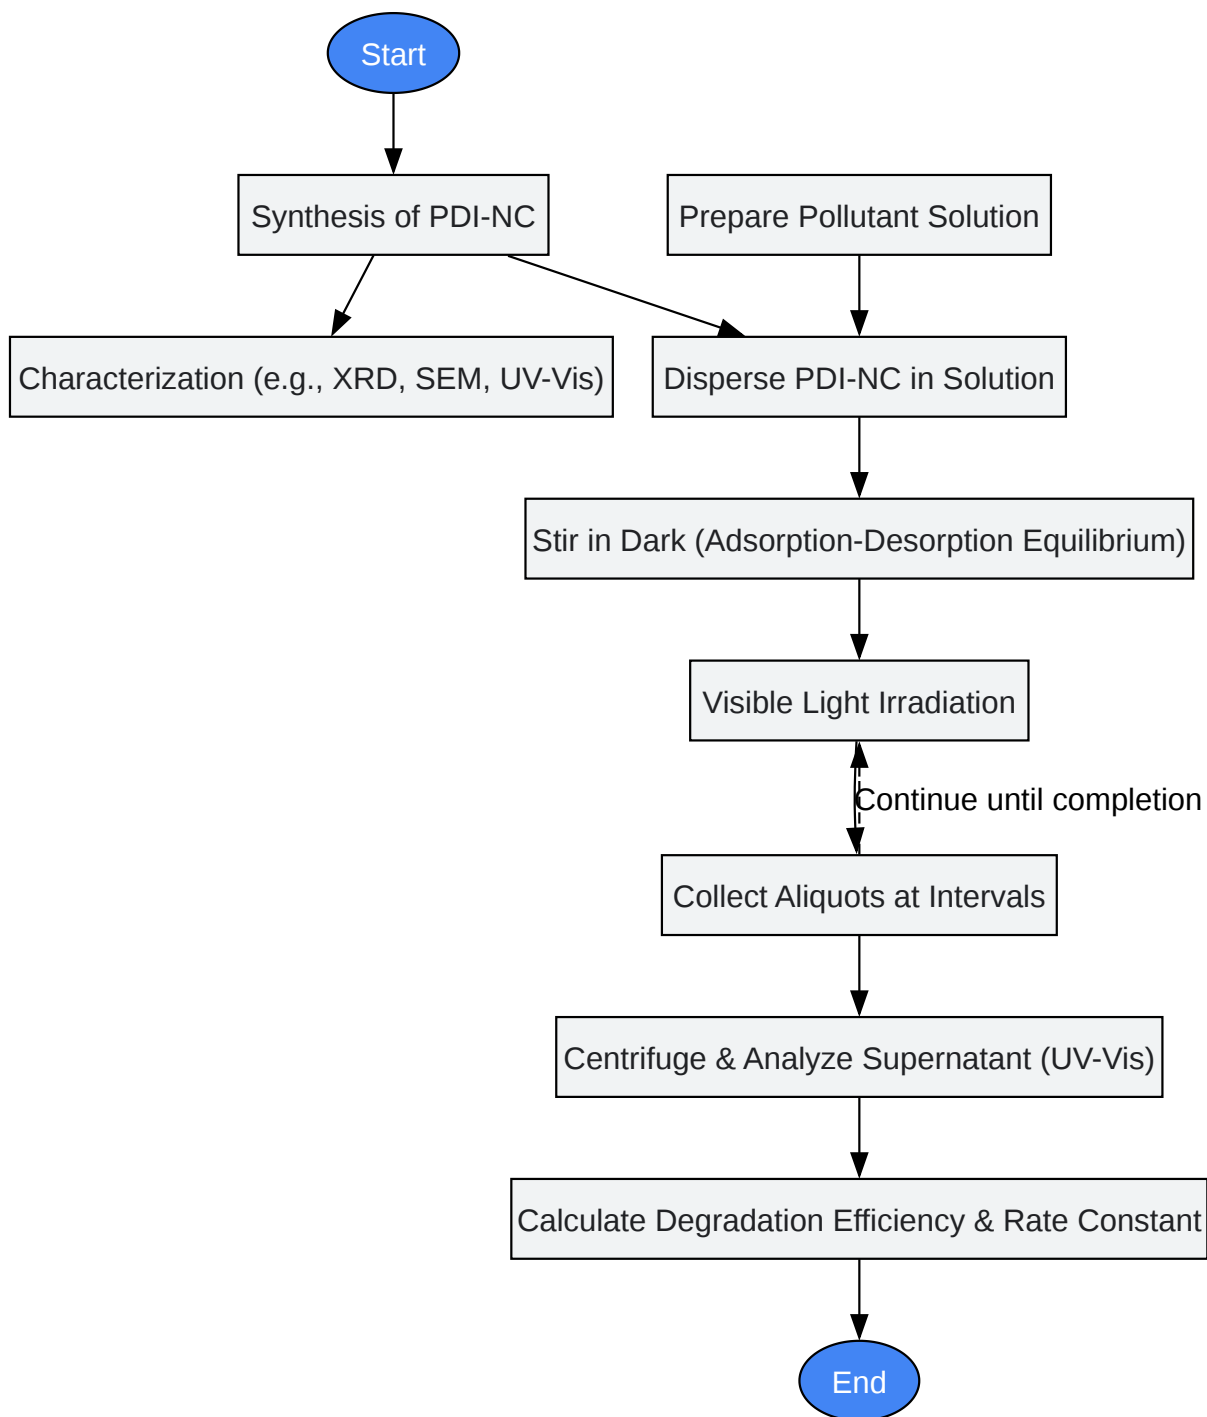 Start
Synthesis of PDI-NC
Prepare Pollutant Solution
Characterization (e.g., XRD, SEM, UV-Vis)
Disperse PDI-NC in Solution
Stir in Dark (Adsorption-Desorption Equilibrium)
Visible Light Irradiation
Continue until completion
Collect Aliquots at Intervals
Centrifuge & Analyze Supernatant (UV-Vis)
Calculate Degradation Efficiency & Rate Constant
End